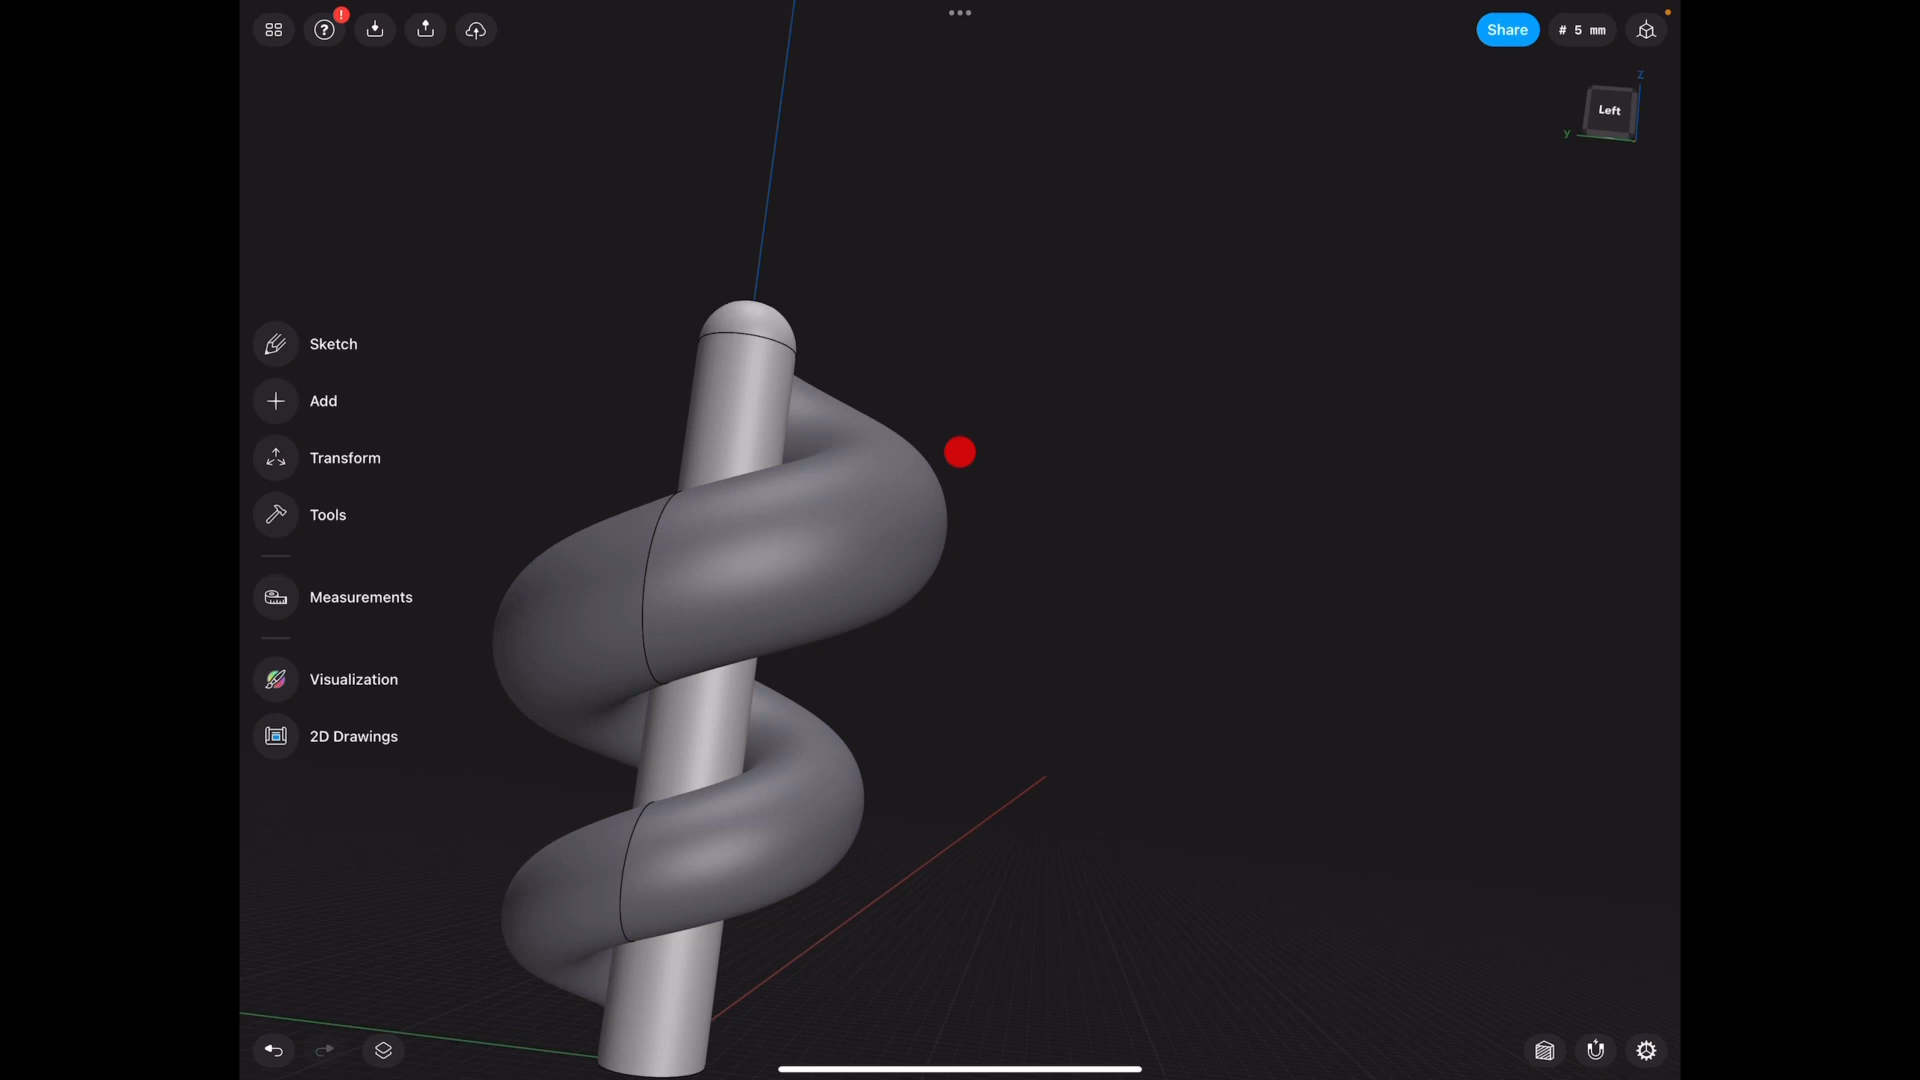 !
Share
# 5 mm
Z
Left
Y
Sketch
Add
Transform
Tools
Measurements
Visualization
2D Drawings